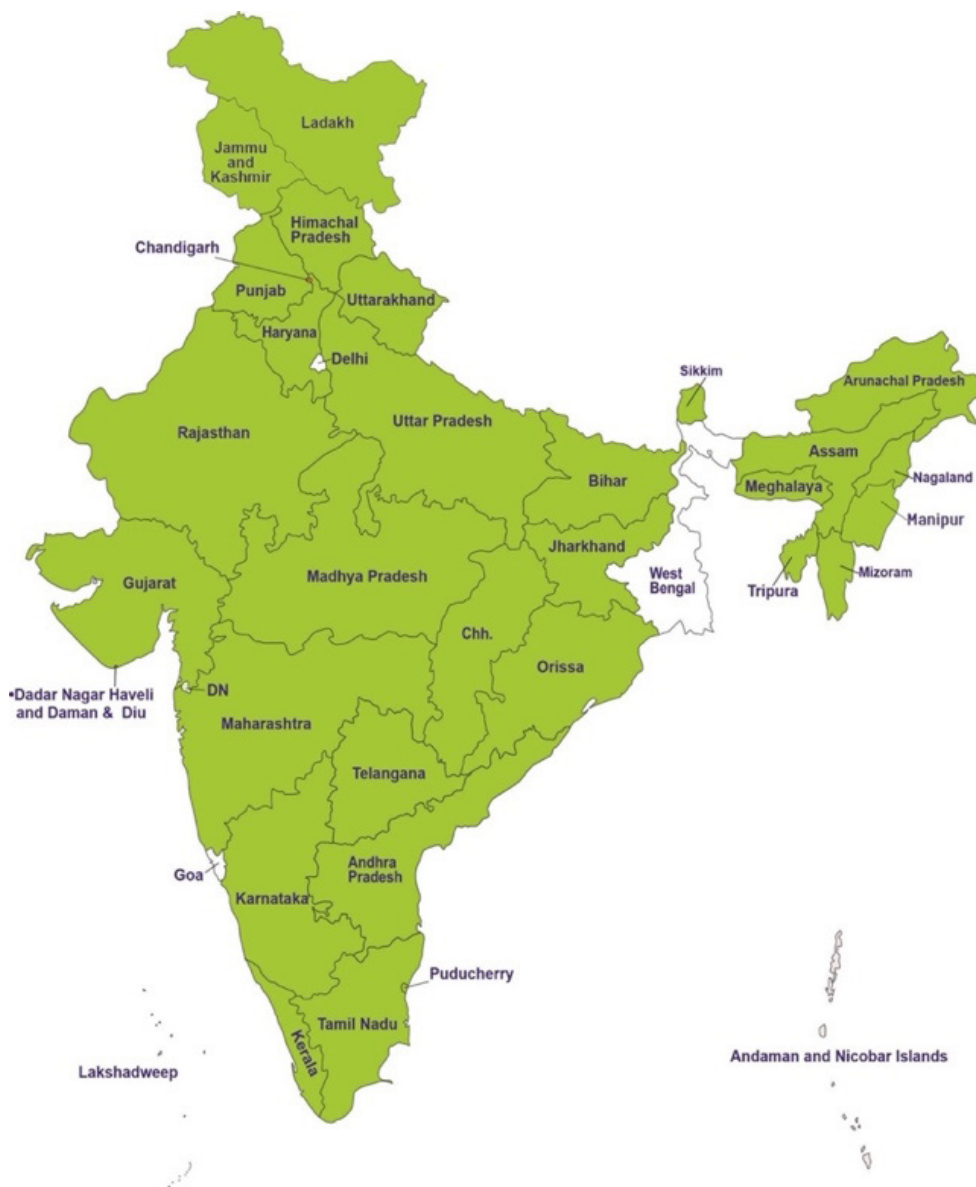 Ladakh
Jammu
and
Kashmir
Himachal
Pradesh
Chandigarh
Punjab
Uttarakhand
Haryana
Delhi
Sikkim
Arunachal Pradesh
Rajasthan
Uttar Pradesh
Assam
Bihar
Nagaland
Meghalaya
Manipur
Jharkhand
Gujarat
Madhya Pradesh
West
Bengal
Tripura
Mizoram
Chh.
Orissa
DN
•Dadar Nagar Haveli
and Daman & Diu
Maharashtra
Telangana
Goa
Andhra
Pradesh
Karnataka
Puducherry
Tamil Nadu
Kerala
Lakshadweep
Andaman and Nicobar Islands